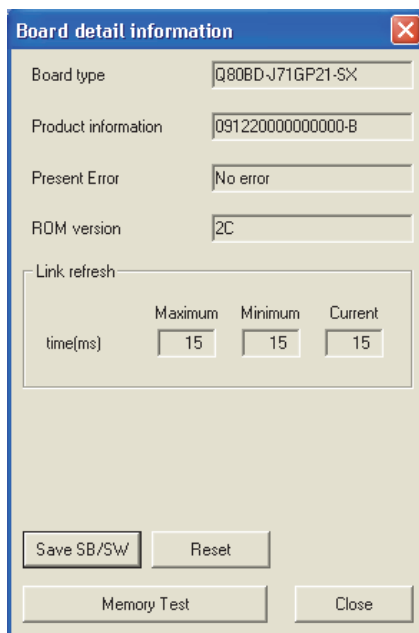 Board detail information
Board type Q80BD-J71GP21-SX
Product information 091220000000000-B
Present Error No error
ROM version 2C
Link refresh
Maximum Minimum Current
time(ms) 15 15 15
Save SB/SW Reset
Memory Test Close